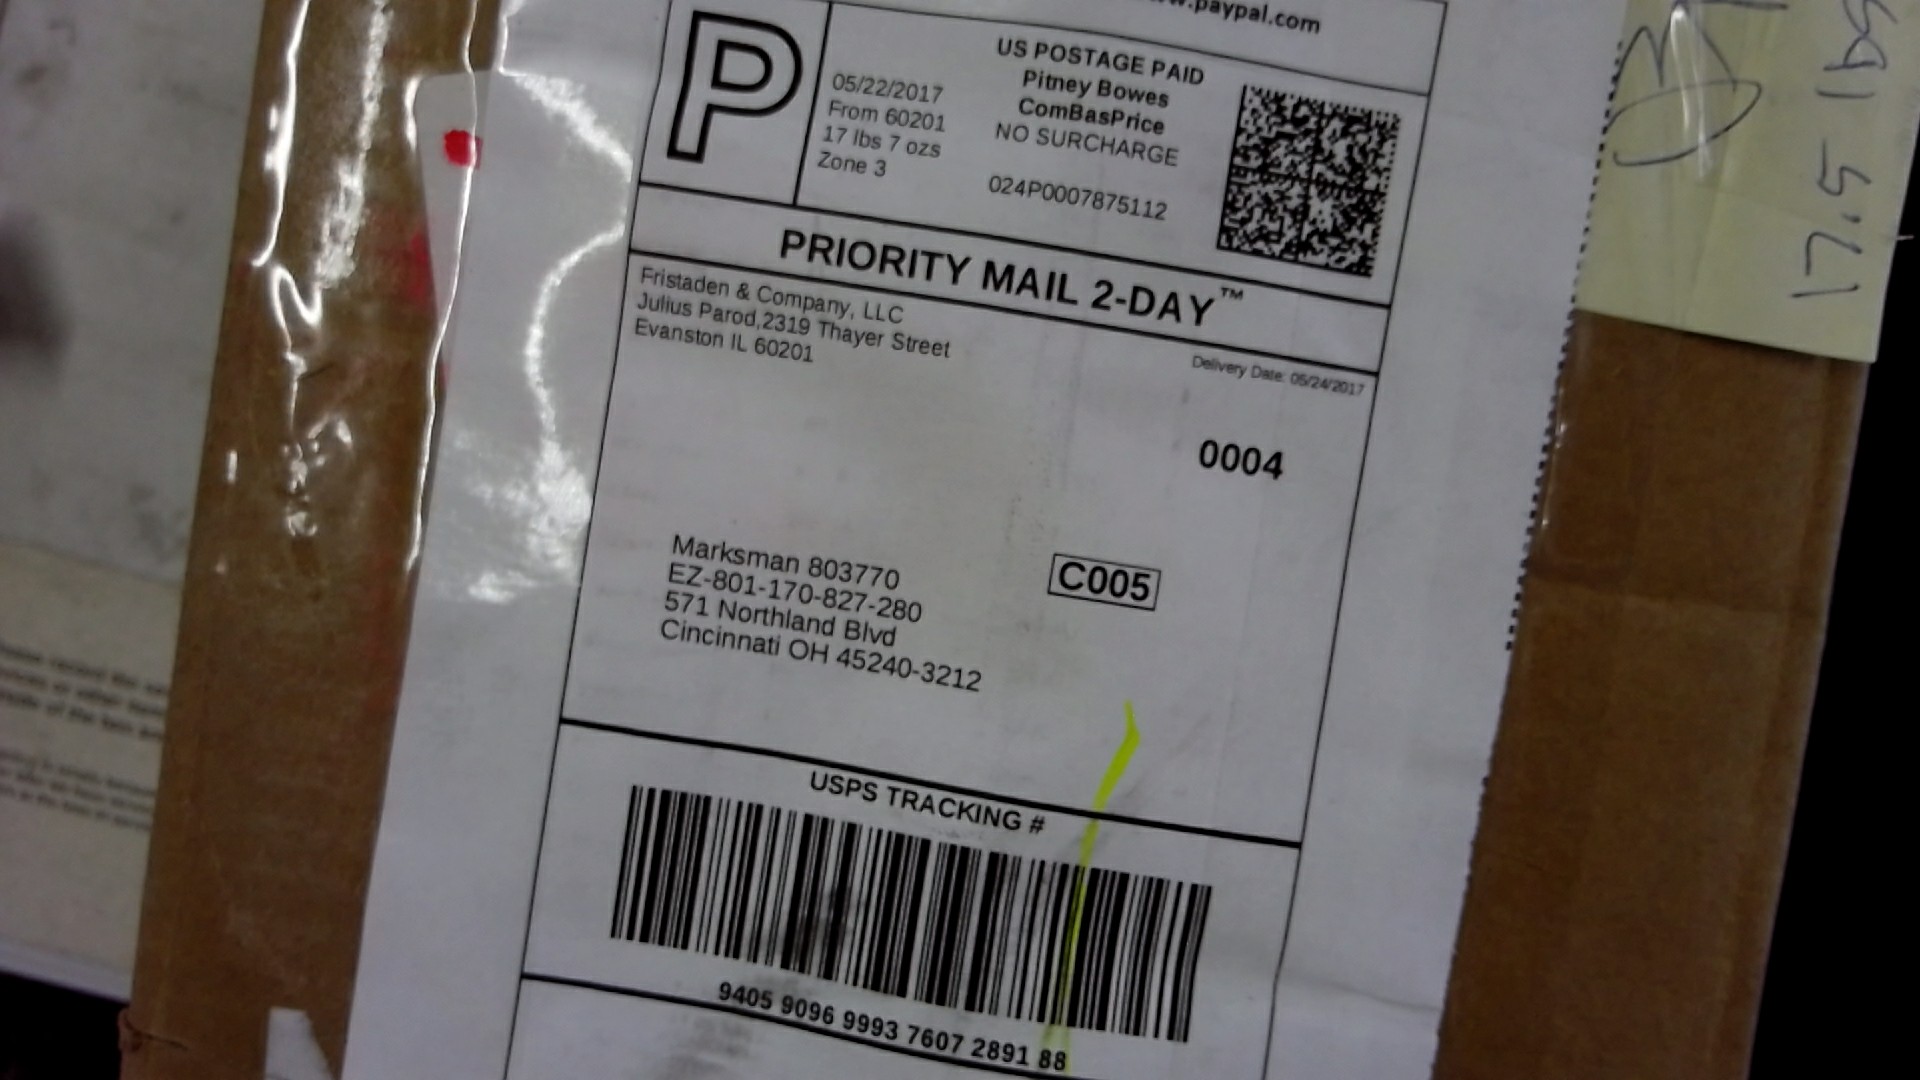 www.paypal.com
P
05/22/2017
From 60201
17 lbs 7 ozs
Zone 3
US POSTAGE PAID
Pitney Bowes
ComBasPrice
NO SURCHARGE
024P0007875112
PRIORITY MAIL 2-DAY™
Fristaden & Company, LLC
Julius Parod,2319 Thayer Street
Evanston IL 60201
Delivery Date: 05/24/2017
0004
Marksman 803770
EZ-801-170-827-280
571 Northland Blvd
Cincinnati OH 45240-3212
C005
USPS TRACKING #
9405 9096 9993 7607 2891 88